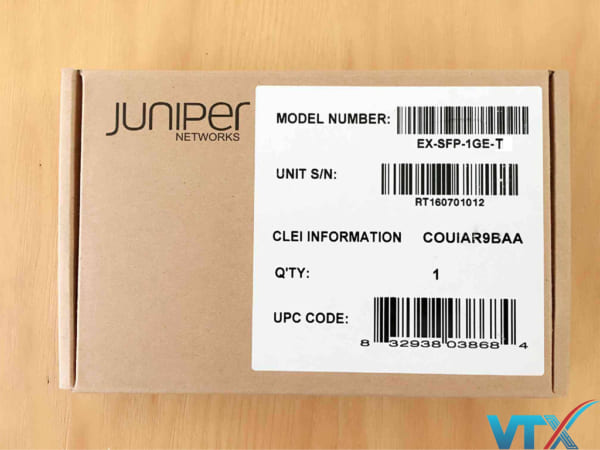 JUNIPER
NETWORKS
MODEL NUMBER:
EX-SFP-1GE-T
UNIT S/N:
RT160701012
CLEI INFORMATION COUIAR9BAA
Q'TY: 1
UPC CODE:
8 32938 03868 4
VTX